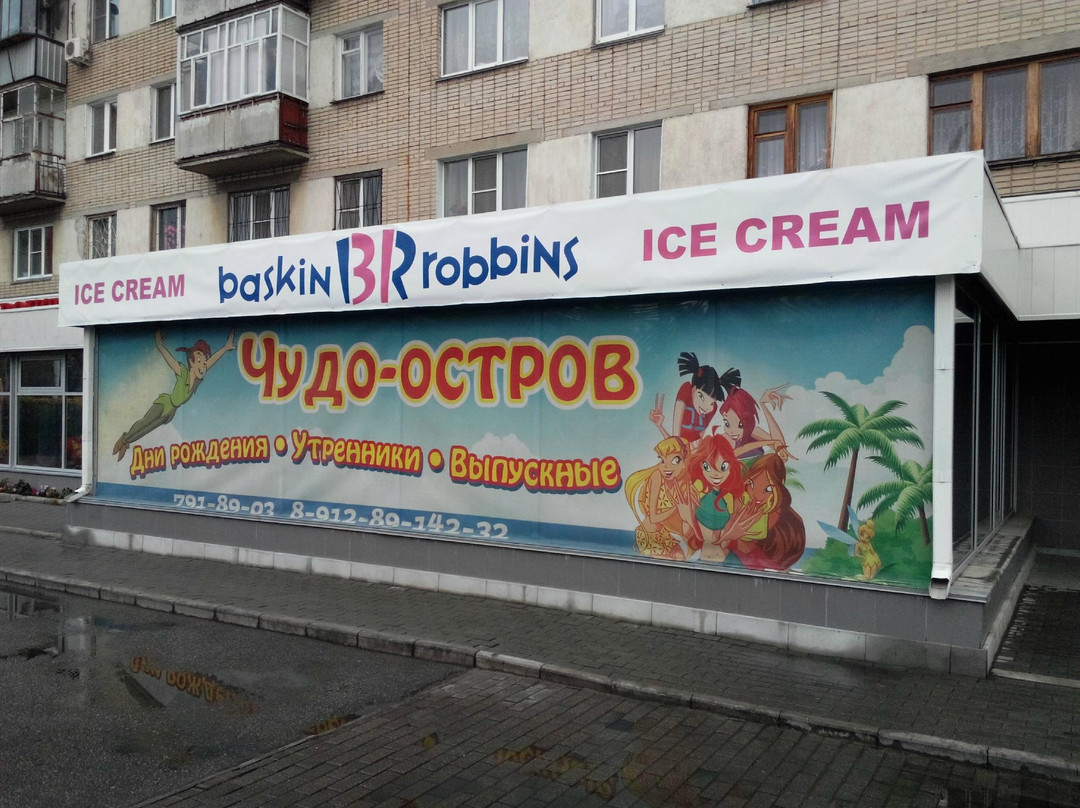 ICE CREAM baskin BR robbins ICE CREAM
Чудо-остров
Дни рождения • Утренники • Выпускные
791-89-03 8-912-89-142-32